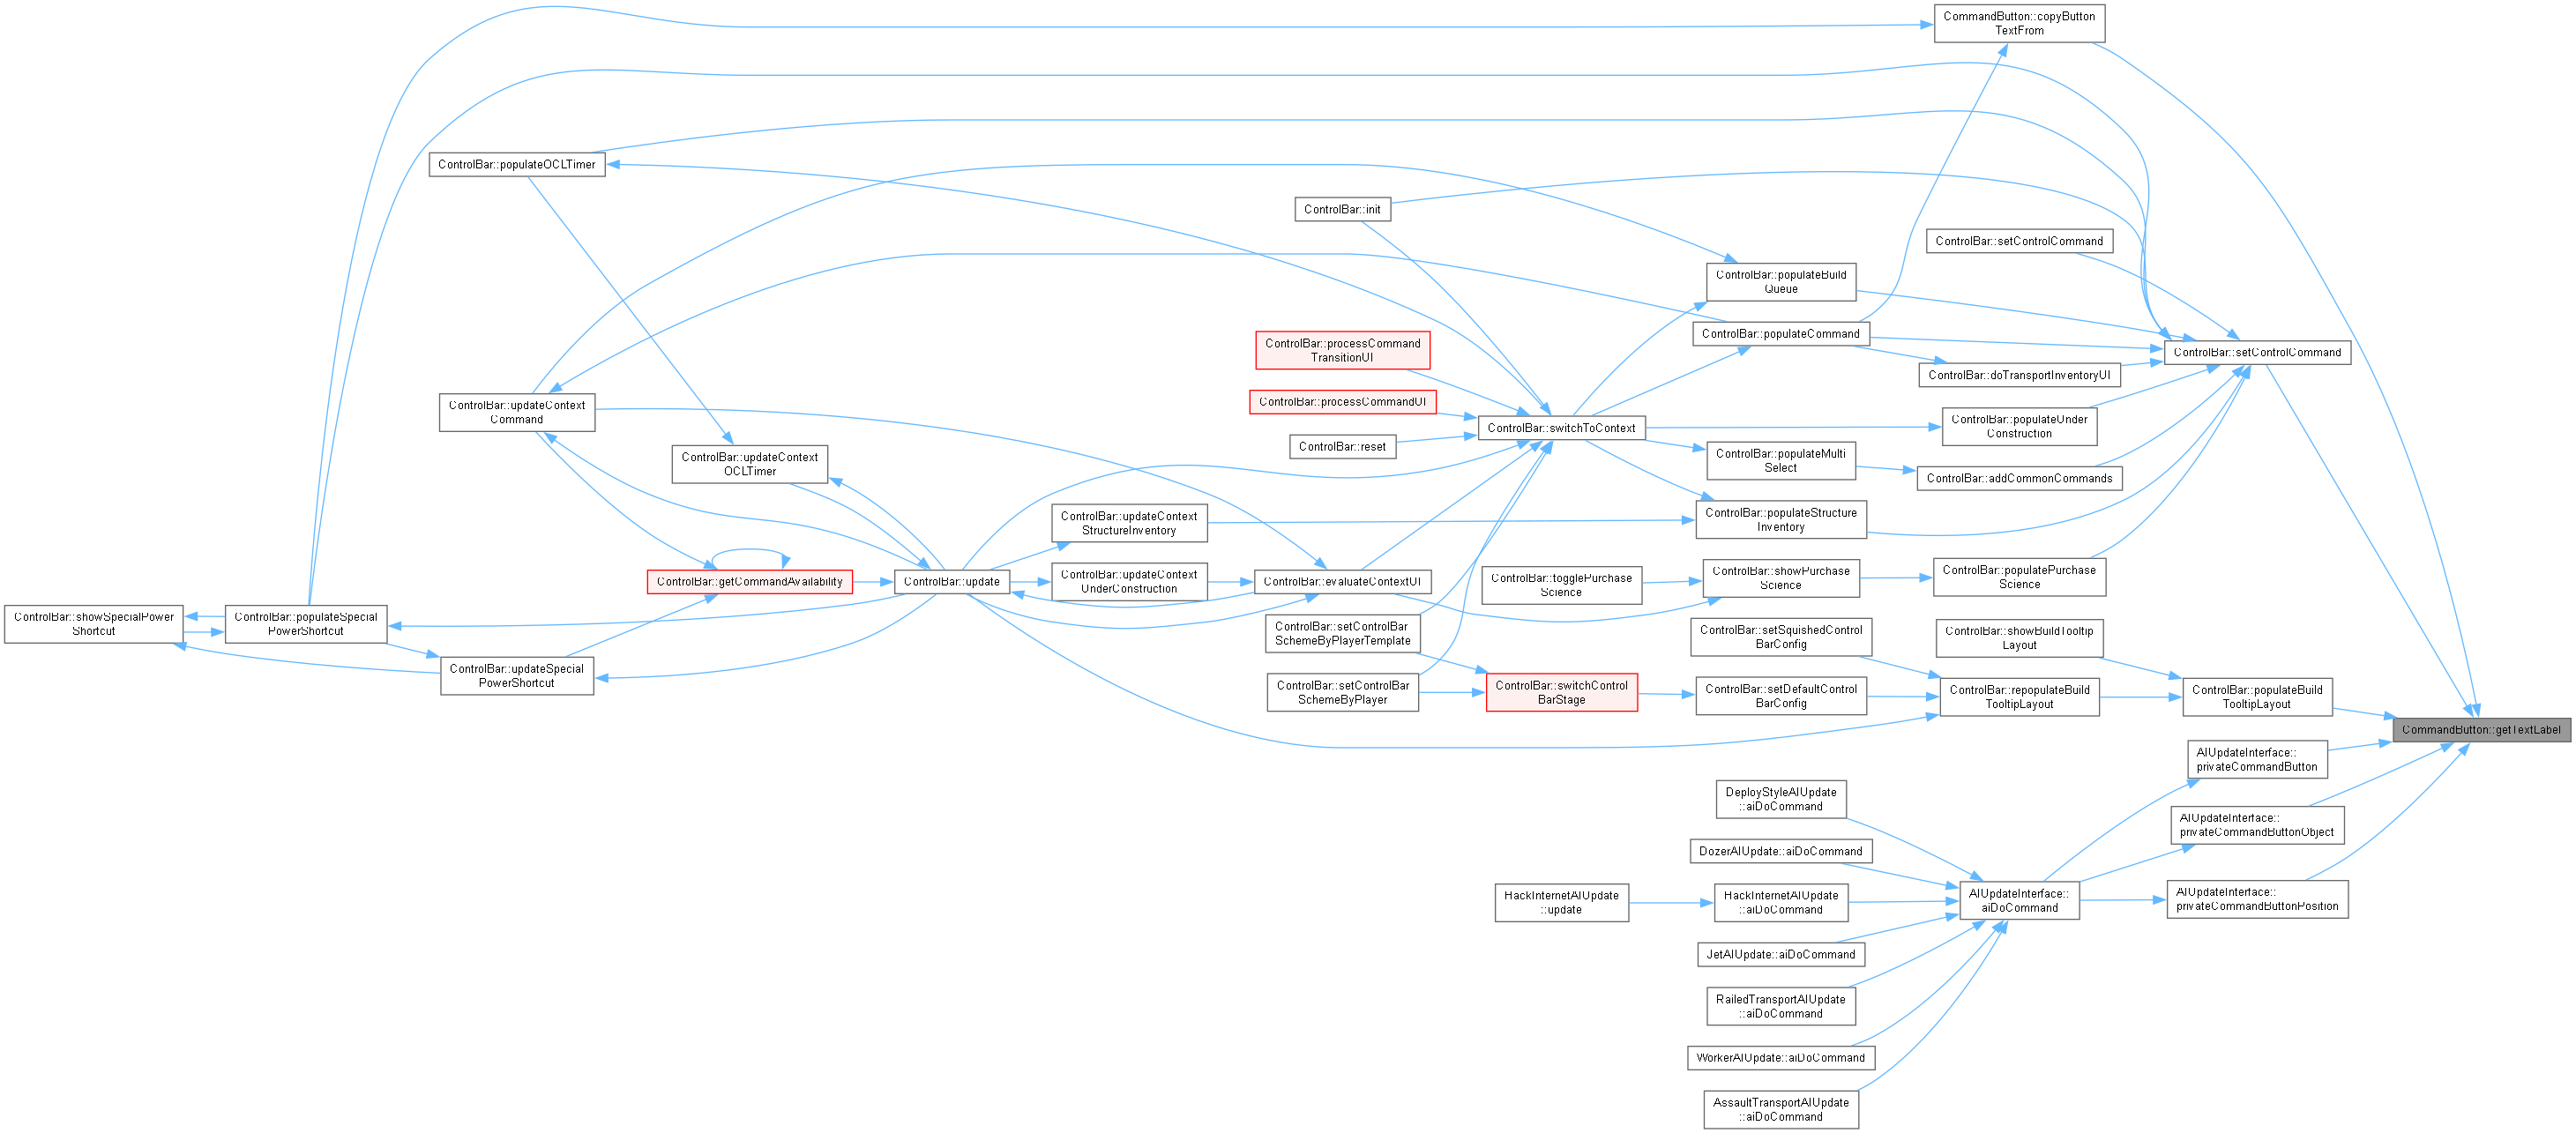 CommandButton::copyButton
TextFrom
ControlBar::populateOCLTimer
ControlBar::init
ControlBar::setControlCommand
ControlBar::populateBuild
Queue
ControlBar::populateCommand
ControlBar::processCommand
TransitionUI
ControlBar::setControlCommand
ControlBar::doTransportInventoryUI
ControlBar::processCommandUI
ControlBar::updateContext
Command
ControlBar::switchToContext
ControlBar::populateUnder
Construction
ControlBar::reset
ControlBar::updateContext
OCLTimer
ControlBar::populateMulti
Select
ControlBar::addCommonCommands
ControlBar::updateContext
StructureInventory
ControlBar::populateStructure
Inventory
ControlBar::getCommandAvailability
ControlBar::update
ControlBar::updateContext
UnderConstruction
ControlBar::evaluateContextUI
ControlBar::togglePurchase
Science
ControlBar::showPurchase
Science
ControlBar::populatePurchase
Science
ControlBar::showSpecialPower
Shortcut
ControlBar::populateSpecial
PowerShortcut
ControlBar::setControlBar
SchemeByPlayerTemplate
ControlBar::setSquishedControl
BarConfig
ControlBar::showBuildTooltip
Layout
ControlBar::updateSpecial
PowerShortcut
ControlBar::setControlBar
SchemeByPlayer
ControlBar::switchControl
BarStage
ControlBar::setDefaultControl
BarConfig
ControlBar::repopulateBuild
TooltipLayout
ControlBar::populateBuild
TooltipLayout
CommandButton::getTextLabel
AIUpdateInterface::
privateCommandButton
DeployStyleAIUpdate
::aiDoCommand
AIUpdateInterface::
privateCommandButtonObject
DozerAIUpdate::aiDoCommand
HackInternetAIUpdate
::update
HackInternetAIUpdate
::aiDoCommand
AIUpdateInterface::
aiDoCommand
AIUpdateInterface::
privateCommandButtonPosition
JetAIUpdate::aiDoCommand
RailedTransportAIUpdate
::aiDoCommand
WorkerAIUpdate::aiDoCommand
AssaultTransportAIUpdate
::aiDoCommand